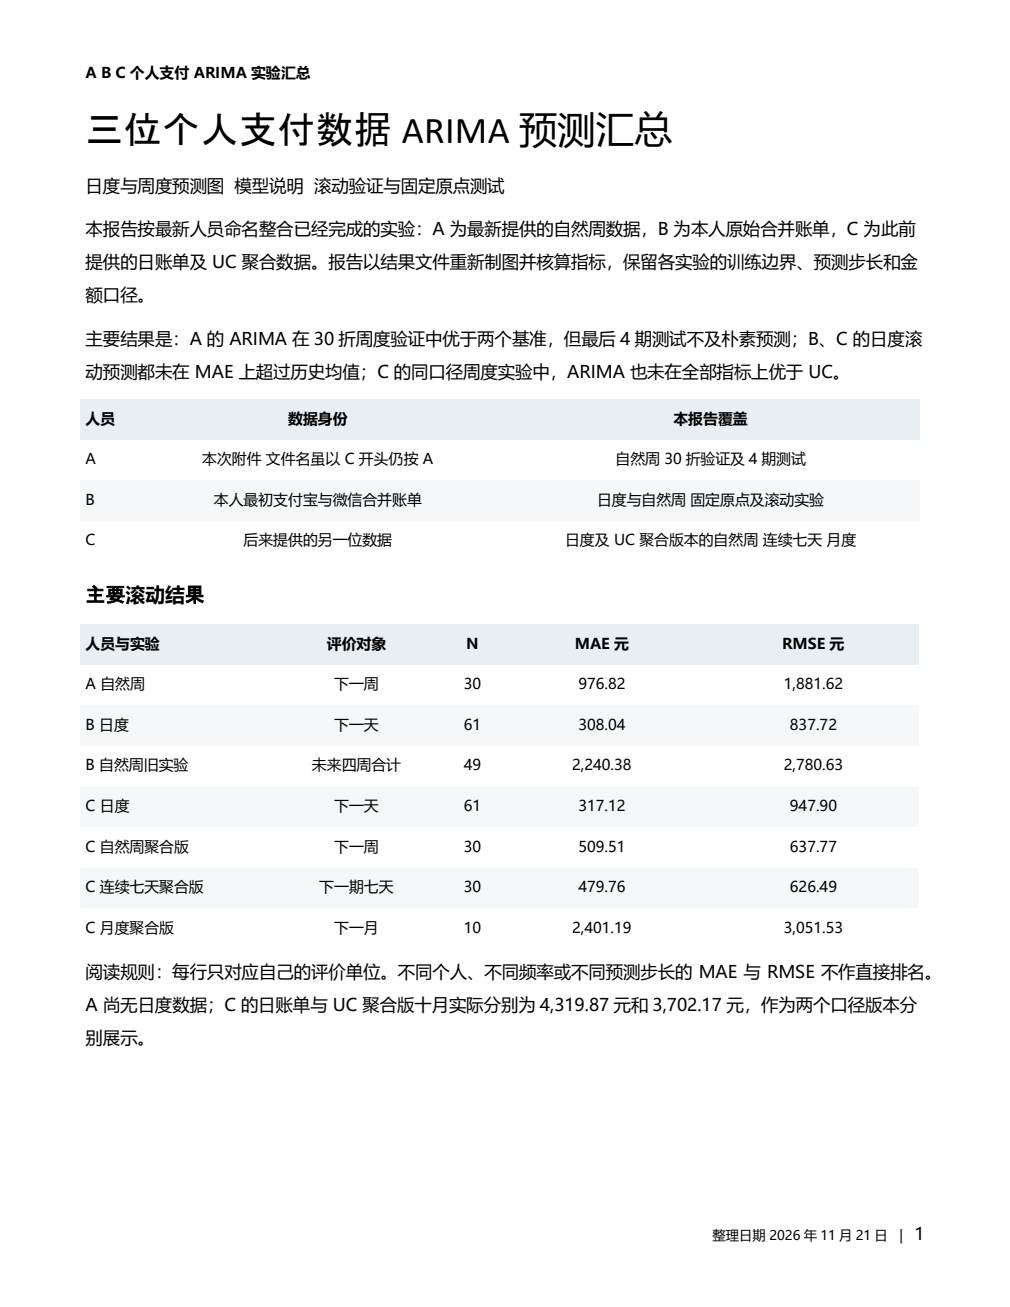 A B C 个人支付 ARIMA 实验汇总
三位个人支付数据 ARIMA 预测汇总
日度与周度预测图 模型说明 滚动验证与固定原点测试
本报告按最新人员命名整合已经完成的实验：A 为最新提供的自然周数据，B 为本人原始合并账单，C 为此前
提供的日账单及 UC 聚合数据。报告以结果文件重新制图并核算指标，保留各实验的训练边界、预测步长和金
额口径。
主要结果是：A 的 ARIMA 在 30 折周度验证中优于两个基准，但最后 4 期测试不及朴素预测；B、C 的日度滚
动预测都未在 MAE 上超过历史均值；C 的同口径周度实验中，ARIMA 也未在全部指标上优于 UC。
人员 数据身份 本报告覆盖
A 本次附件 文件名虽以 C 开头仍按 A 自然周 30 折验证及 4 期测试
B 本人最初支付宝与微信合并账单 日度与自然周 固定原点及滚动实验
C 后来提供的另一位数据 日度及 UC 聚合版本的自然周 连续七天 月度
主要滚动结果
人员与实验 评价对象 N MAE 元 RMSE 元
A 自然周 下一周 30 976.82 1,881.62
B 日度 下一天 61 308.04 837.72
B 自然周旧实验 未来四周合计 49 2,240.38 2,780.63
C 日度 下一天 61 317.12 947.90
C 自然周聚合版 下一周 30 509.51 637.77
C 连续七天聚合版 下一期七天 30 479.76 626.49
C 月度聚合版 下一月 10 2,401.19 3,051.53
阅读规则：每行只对应自己的评价单位。不同个人、不同频率或不同预测步长的 MAE 与 RMSE 不作直接排名。
A 尚无日度数据；C 的日账单与 UC 聚合版十月实际分别为 4,319.87 元和 3,702.17 元，作为两个口径版本分
别展示。
整理日期 2026 年 11 月 21 日 | 1